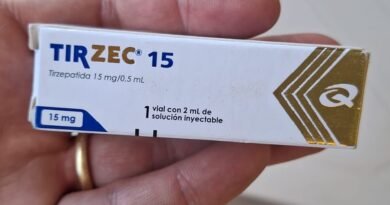 TIRZEC® 15
Tirzepatida 15 mg/0,5 mL
1 vial con 2 mL de
solución inyectable
15 mg